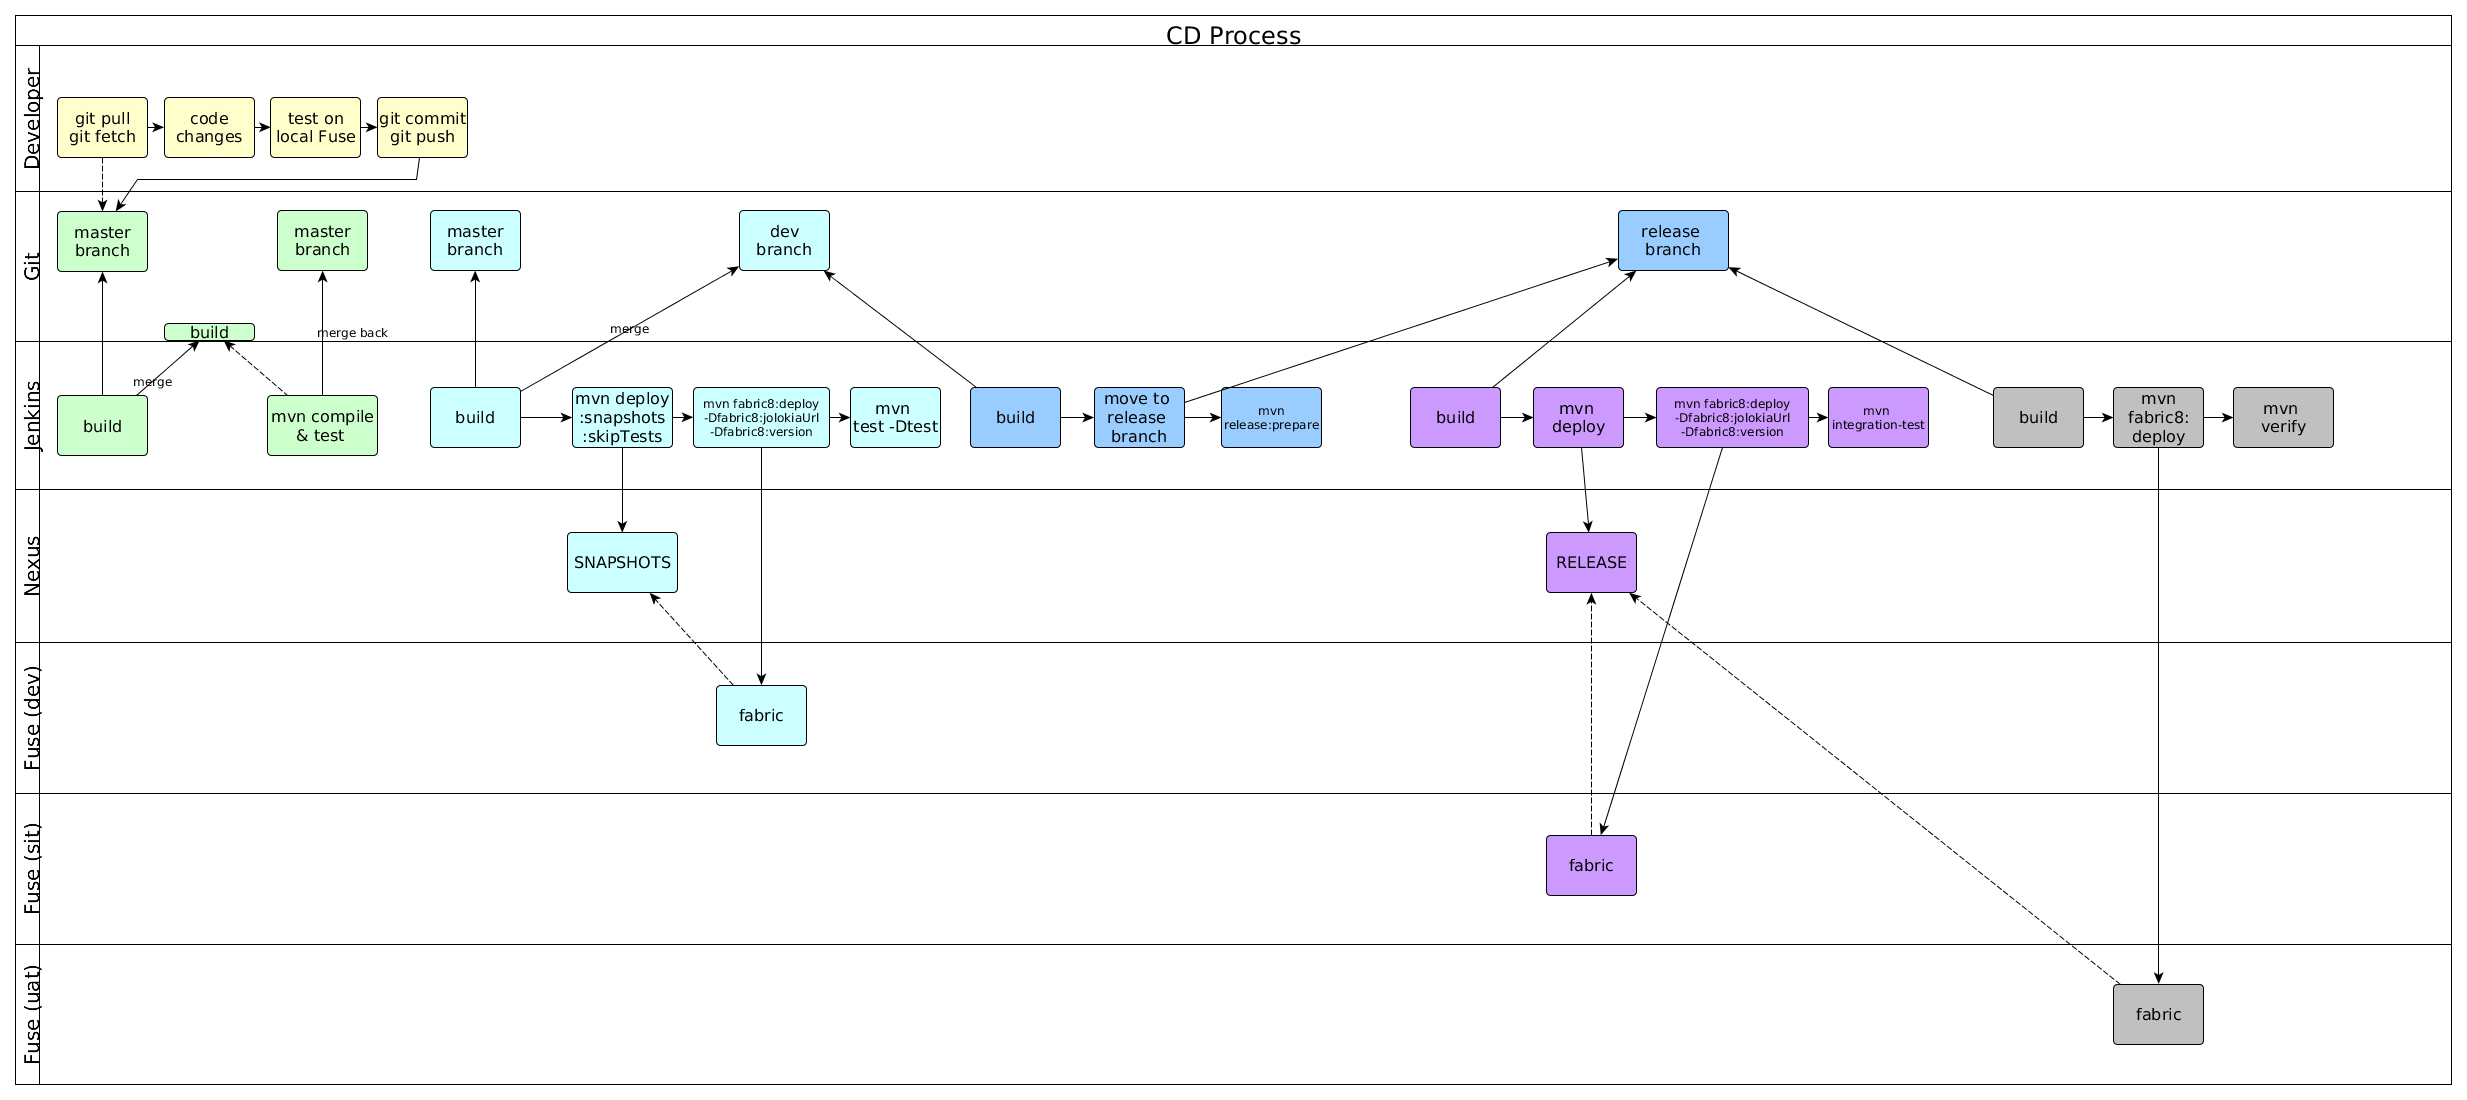 CD Process
Developer
git pull
git fetch
code
changes
test on
local Fuse
git commit
git push
Git
master
branch
master
branch
master
branch
dev
branch
release
branch
build
merge back
merge
merge
Jenkins
build
mvn compile
& test
build
mvn deploy
:snapshots
:skipTests
mvn fabric8:deploy
-Dfabric8:jolokiaUrl
-Dfabric8:version
mvn
test -Dtest
build
move to
release
branch
mvn
release:prepare
build
mvn
deploy
mvn fabric8:deploy
-Dfabric8:jolokiaUrl
-Dfabric8:version
mvn
integration-test
build
mvn
fabric8:
deploy
mvn
verify
Nexus
SNAPSHOTS
RELEASE
Fuse (dev)
fabric
Fuse (sit)
fabric
Fuse (uat)
fabric